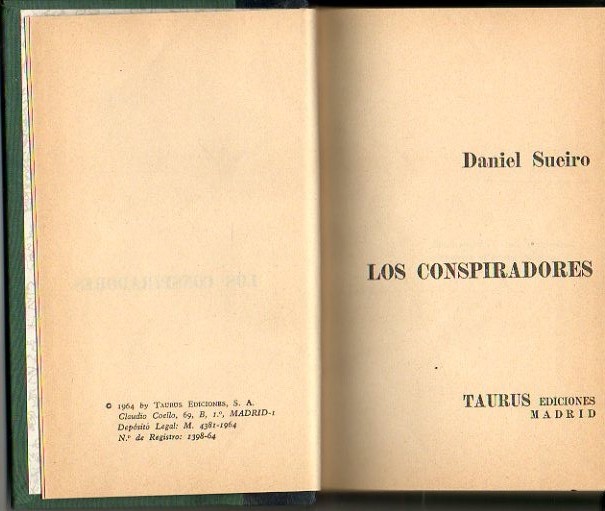 © 1964 by TAURUS EDICIONES, S. A.
Claudio Coello, 69, B, 1.º, MADRID-1
Depósito Legal: M. 4381-1964
N.º de Registro: 1398-64
Daniel Sueiro
LOS CONSPIRADORES
TAURUS EDICIONES
MADRID